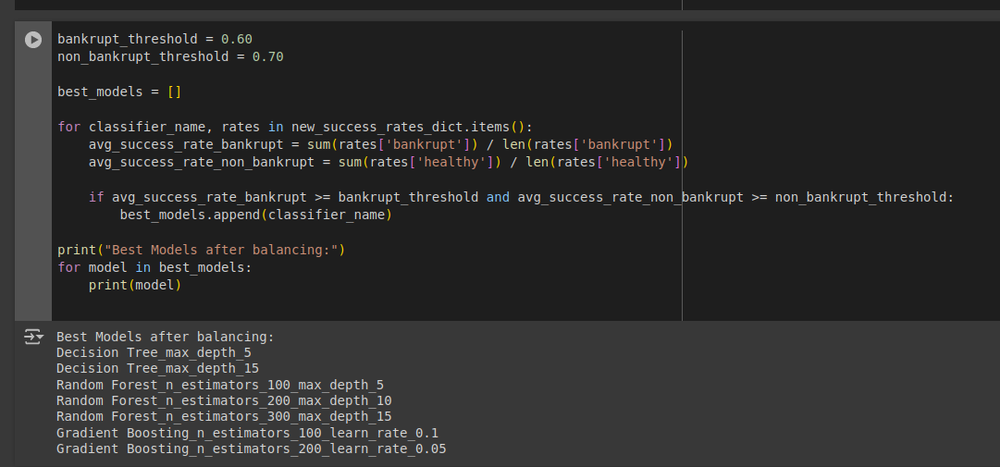 bankrupt_threshold = 0.60
non_bankrupt_threshold = 0.70

best_models = []

for classifier_name, rates in new_success_rates_dict.items():
    avg_success_rate_bankrupt = sum(rates['bankrupt']) / len(rates['bankrupt'])
    avg_success_rate_non_bankrupt = sum(rates['healthy']) / len(rates['healthy'])

    if avg_success_rate_bankrupt >= bankrupt_threshold and avg_success_rate_non_bankrupt >= non_bankrupt_threshold:
        best_models.append(classifier_name)

print("Best Models after balancing:")
for model in best_models:
    print(model)

Best Models after balancing:
Decision Tree_max_depth_5
Decision Tree_max_depth_15
Random Forest_n_estimators_100_max_depth_5
Random Forest_n_estimators_200_max_depth_10
Random Forest_n_estimators_300_max_depth_15
Gradient Boosting_n_estimators_100_learn_rate_0.1
Gradient Boosting_n_estimators_200_learn_rate_0.05